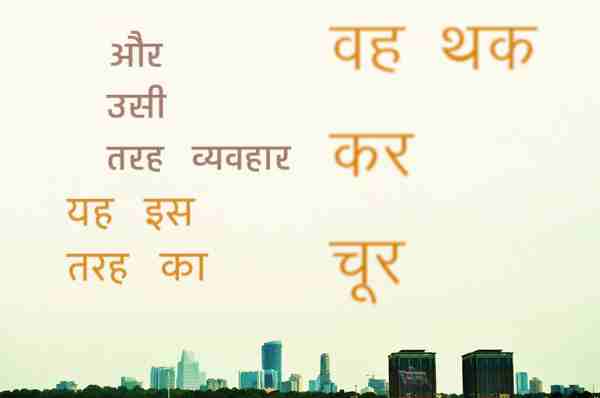 और
उसी
तरह व्यवहार
यह इस
तरह का
वह थक
कर
चूर